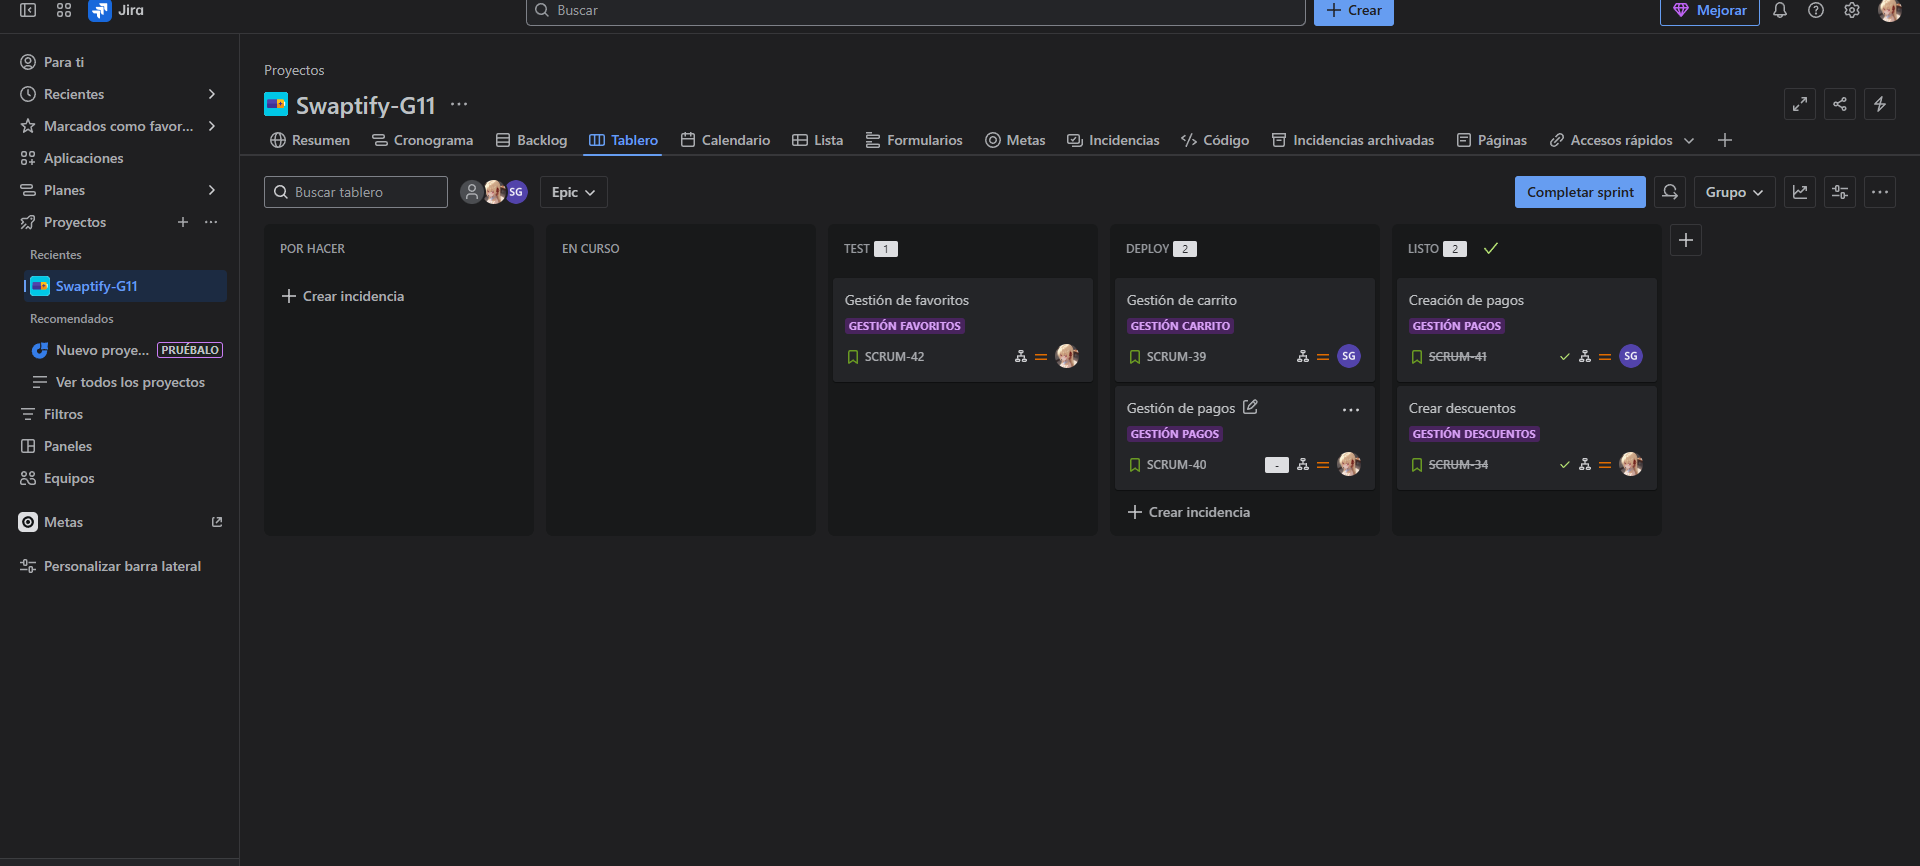 Jira
Buscar
Crear
Mejorar
Para ti
Recientes
Marcados como favor...
Aplicaciones
Planes
Proyectos
Recientes
Swaptify-G11
Recomendados
Nuevo proye... PRUÉBALO
Ver todos los proyectos
Filtros
Paneles
Equipos
Metas
Personalizar barra lateral
Proyectos
Swaptify-G11
Resumen Cronograma Backlog Tablero Calendario Lista Formularios Metas Incidencias Código Incidencias archivadas Páginas Accesos rápidos
Buscar tablero
SG
Epic
Completar sprint
Grupo
POR HACER
Crear incidencia
EN CURSO
TEST 1
Gestión de favoritos
GESTIÓN FAVORITOS
SCRUM-42
DEPLOY 2
Gestión de carrito
GESTIÓN CARRITO
SCRUM-39 SG
Gestión de pagos
GESTIÓN PAGOS
SCRUM-40 -
Crear incidencia
LISTO 2
Creación de pagos
GESTIÓN PAGOS
SCRUM-41 SG
Crear descuentos
GESTIÓN DESCUENTOS
SCRUM-34